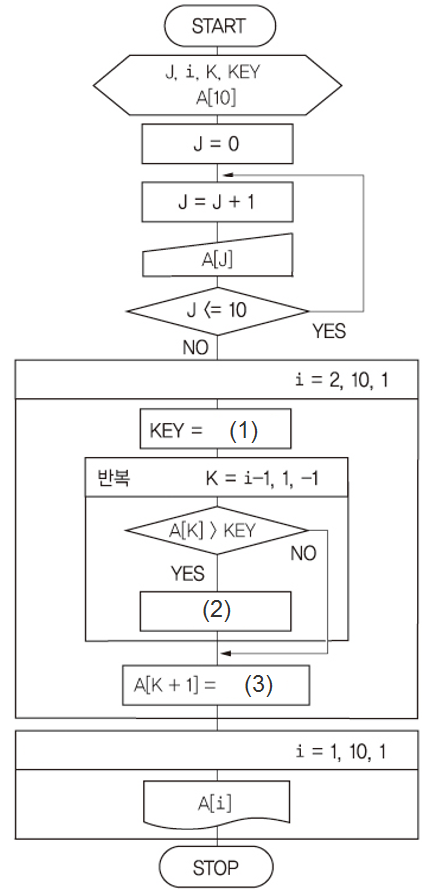 START
J, i, K, KEY
A[10]
J = 0
J = J + 1
A[J]
J <= 10
YES
NO
i = 2, 10, 1
KEY = (1)
반복 K = i-1, 1, -1
A[K] > KEY
NO
YES
(2)
A[K + 1] = (3)
i = 1, 10, 1
A[i]
STOP